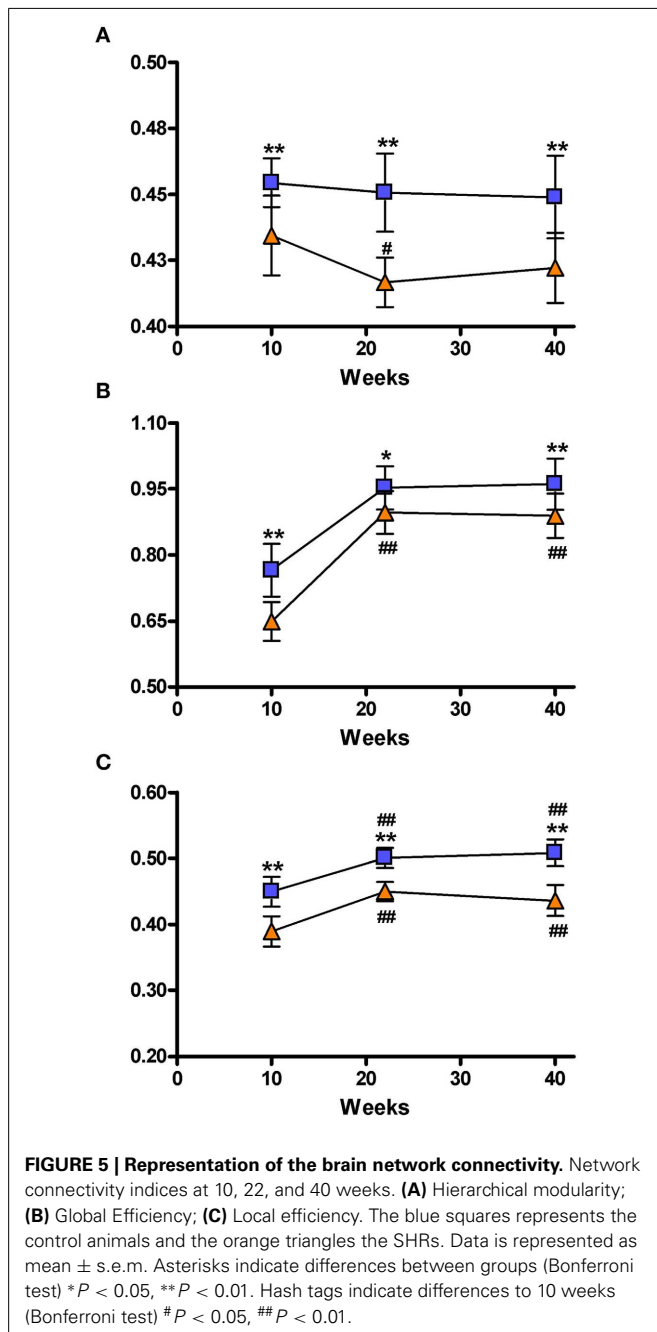 A
0.50
**
**
**
0.48
0.45
#
0.43
0.40
0 10 20 30 40
Weeks
B
1.10
*
**
0.95
**
0.80
##
##
0.65
0.50
0 10 20 30 40
Weeks
C
0.60
##
##
**
**
**
0.50
0.40
##
##
0.30
0.20
0 10 20 30 40
Weeks
FIGURE 5 | Representation of the brain network connectivity. Network
connectivity indices at 10, 22, and 40 weeks. (A) Hierarchical modularity;
(B) Global Efficiency; (C) Local efficiency. The blue squares represents the
control animals and the orange triangles the SHRs. Data is represented as
mean ± s.e.m. Asterisks indicate differences between groups (Bonferroni
test) *P < 0.05, **P < 0.01. Hash tags indicate differences to 10 weeks
(Bonferroni test) #P < 0.05, ##P < 0.01.